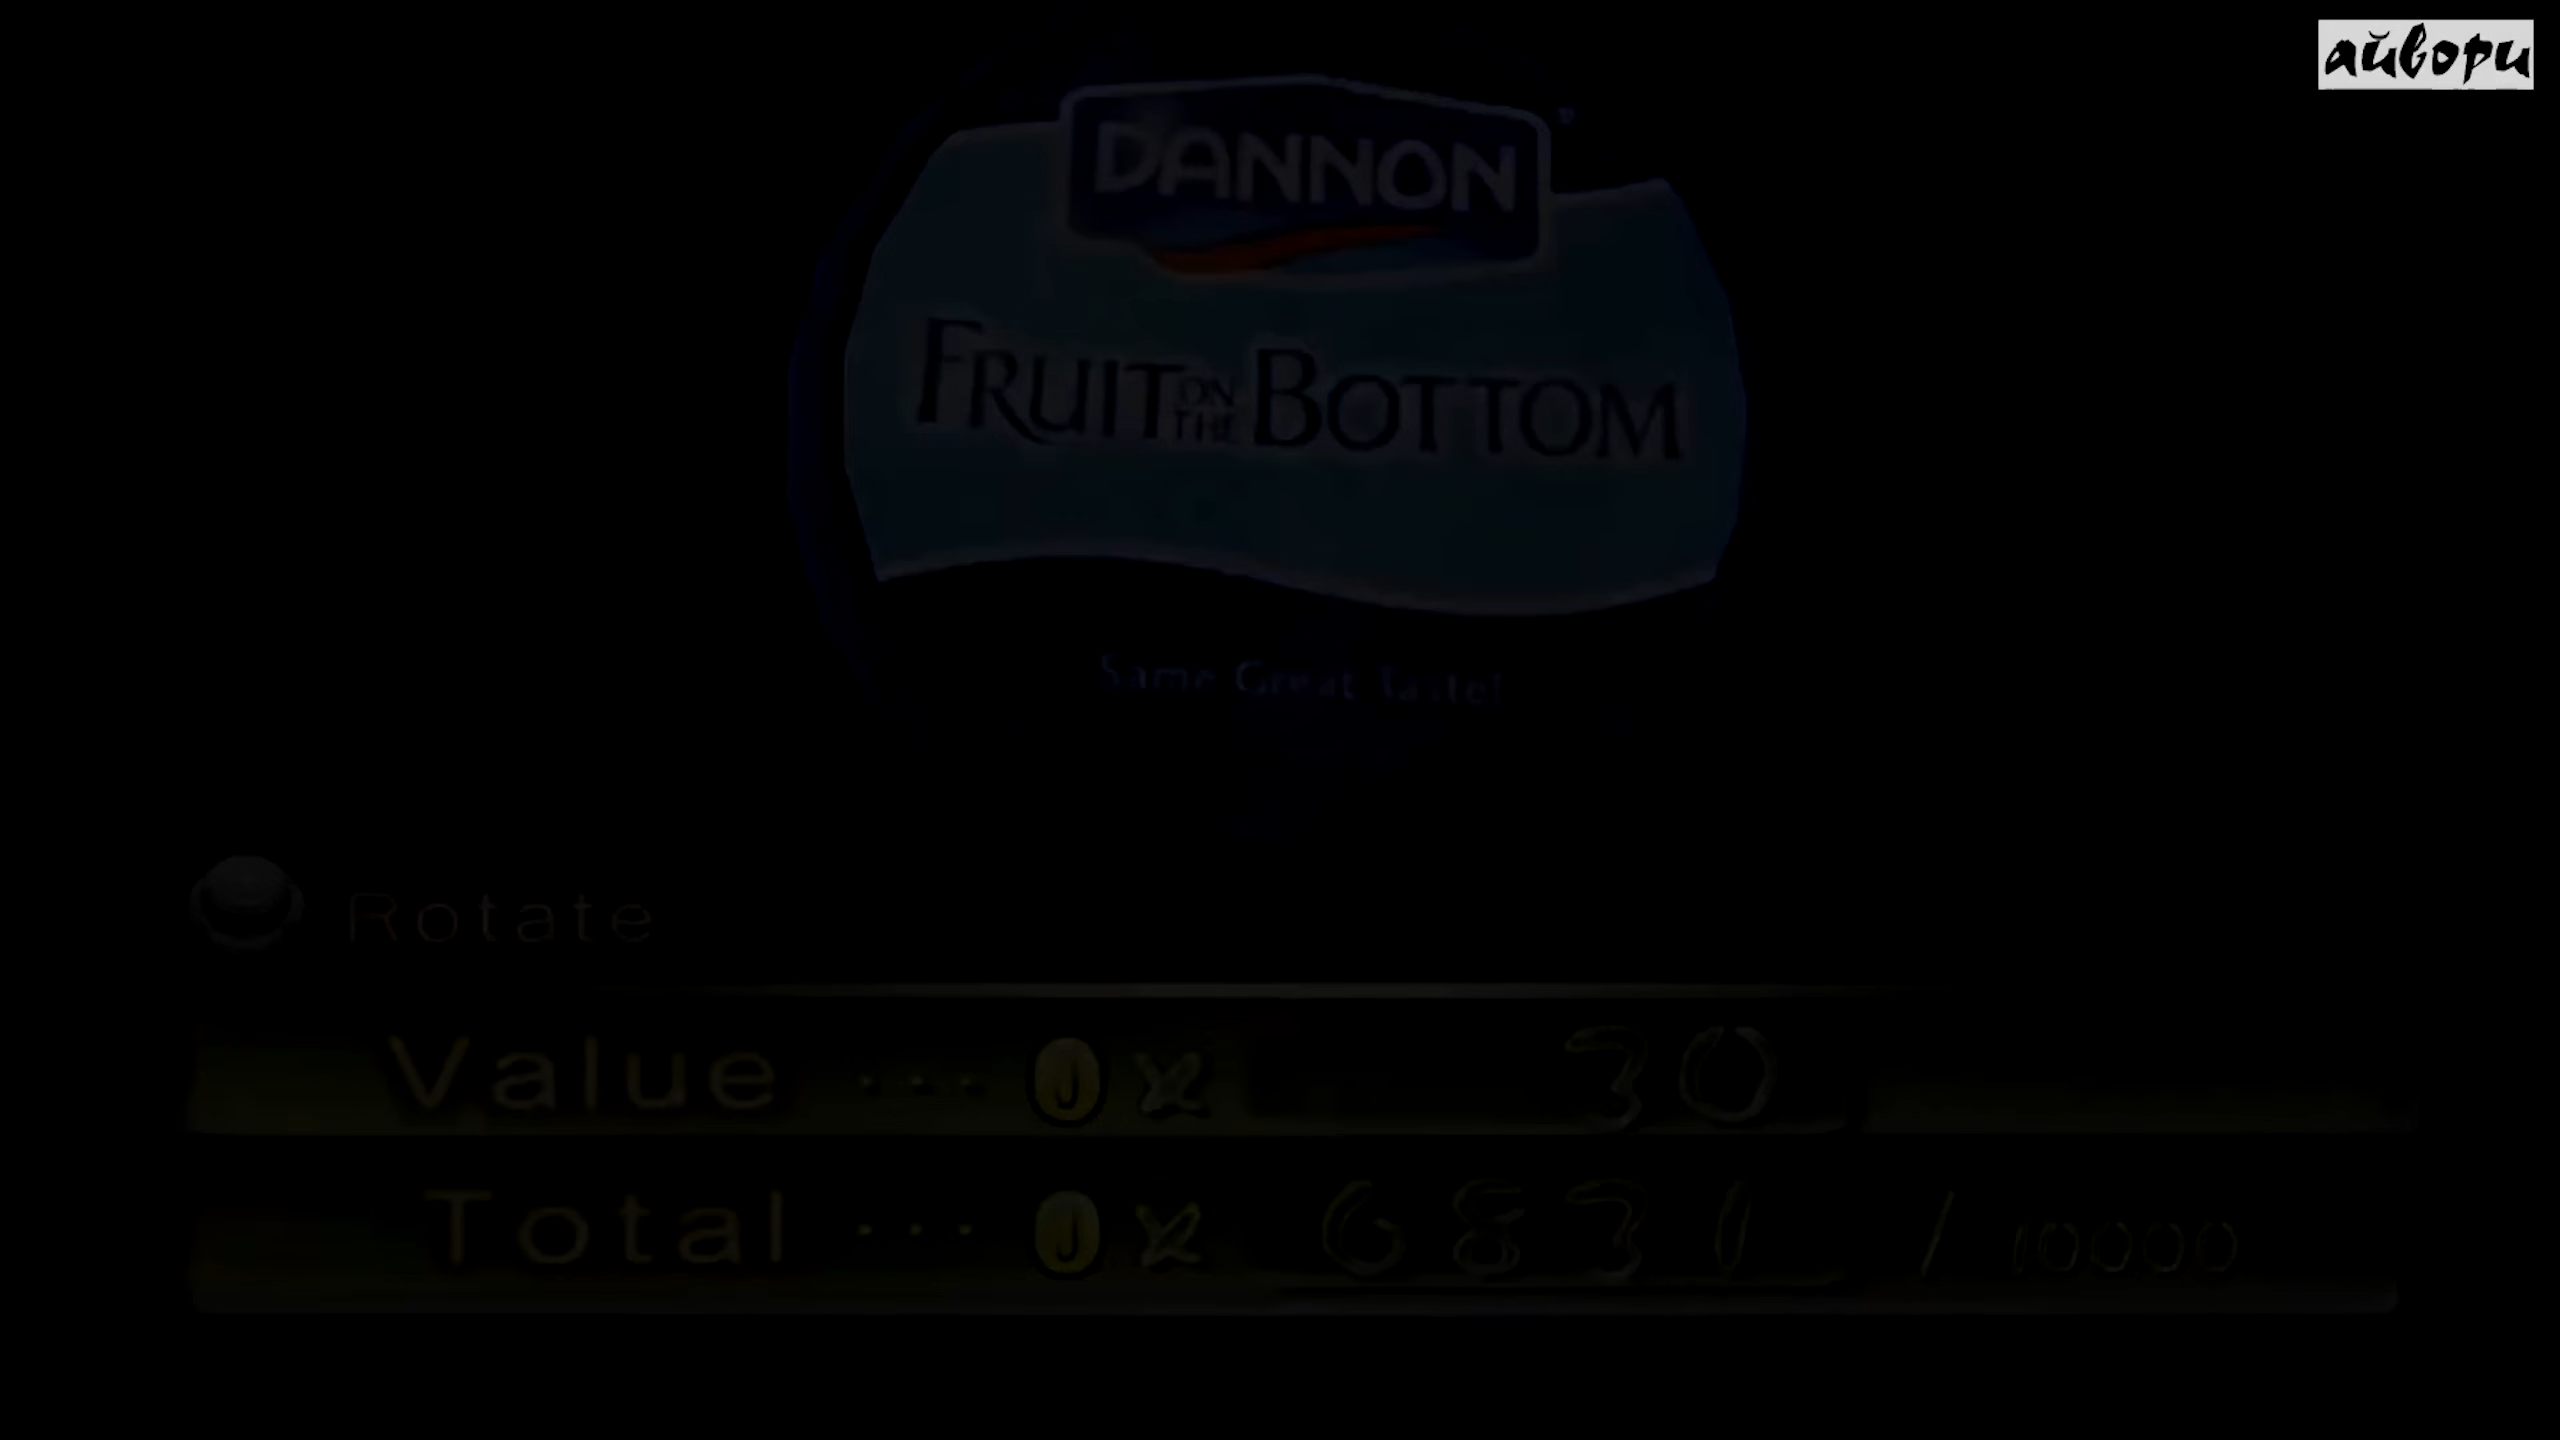 айвори
DANNON
FRUIT ON THE BOTTOM
Same Great Taste!
Rotate
Value ... J x 30
Total ... J x 6831 / 10000